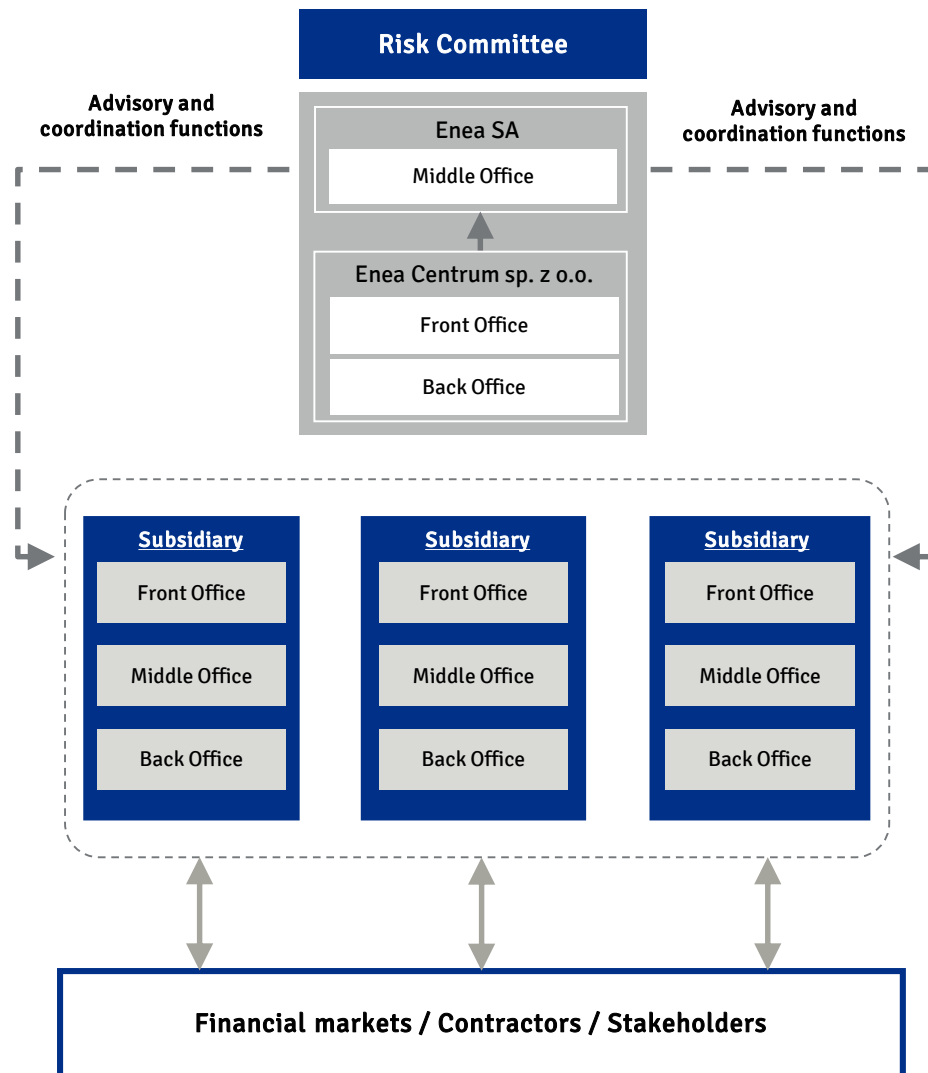 Risk Committee
Advisory and
coordination functions
Advisory and
coordination functions
Enea SA
Middle Office
Enea Centrum sp. z o.o.
Front Office
Back Office
Subsidiary
Front Office
Middle Office
Back Office
Subsidiary
Front Office
Middle Office
Back Office
Subsidiary
Front Office
Middle Office
Back Office
Financial markets / Contractors / Stakeholders